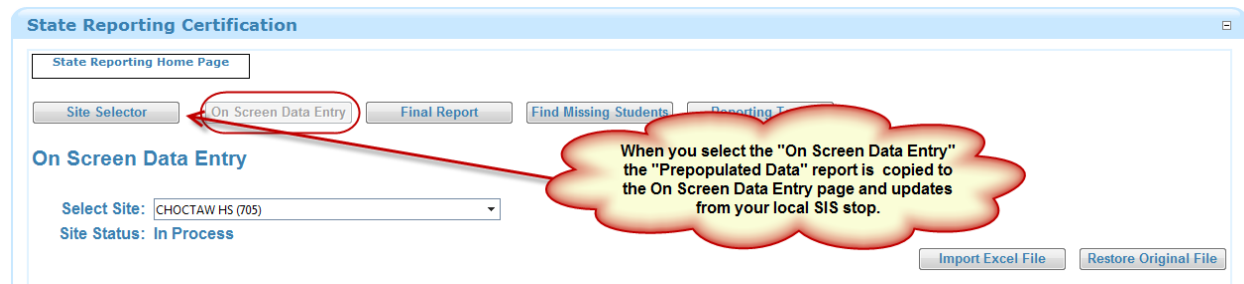 State Reporting Certification
State Reporting Home Page
Site Selector On Screen Data Entry Final Report Find Missing Students Reporting
On Screen Data Entry
When you select the "On Screen Data Entry"
the "Prepopulated Data" report is copied to
the On Screen Data Entry page and updates
from your local SIS stop.
Select Site: CHOCTAW HS (705)
Site Status: In Process
Import Excel File Restore Original File